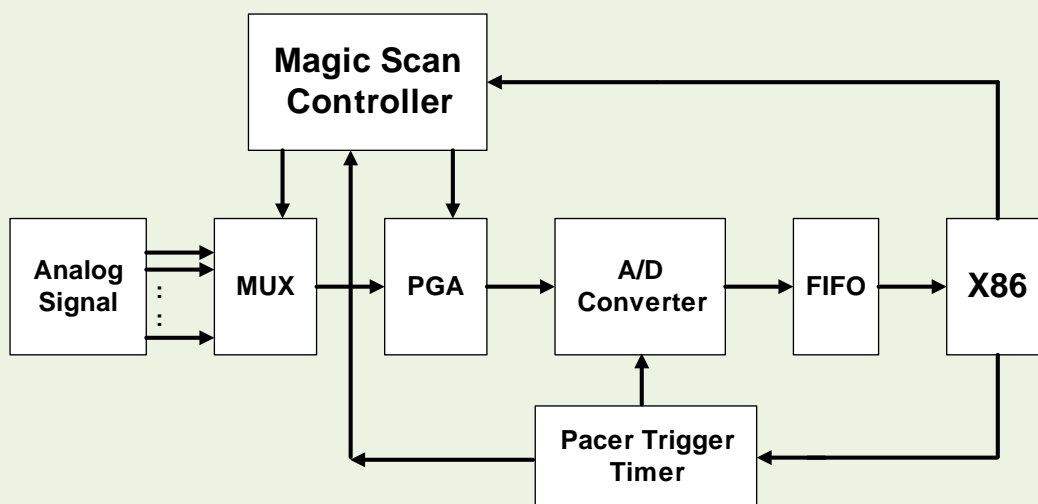 Magic Scan
Controller
Analog
Signal
:
:
MUX
PGA
A/D
Converter
FIFO
X86
Pacer Trigger
Timer